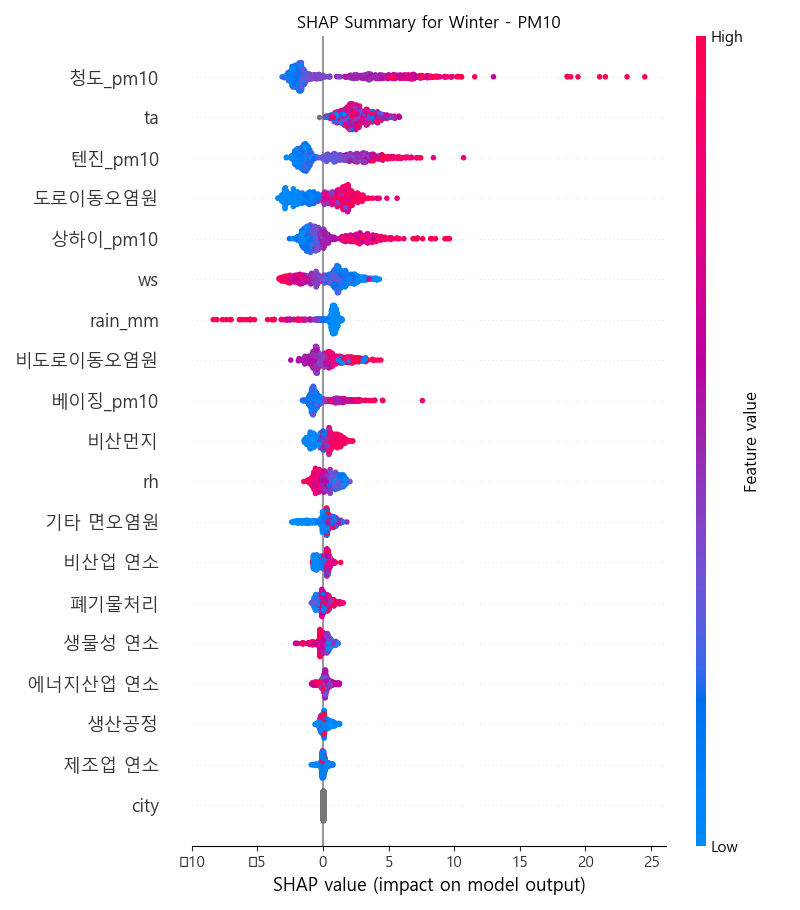 SHAP Summary for Winter - PM10
High
청도_pm10
ta
텐진_pm10
도로이동오염원
상하이_pm10
ws
rain_mm
비도로이동오염원
베이징_pm10
비산먼지
rh
기타 면오염원
비산업 연소
폐기물처리
생물성 연소
에너지산업 연소
생산공정
제조업 연소
city
Feature value
Low
□10 □5 0 5 10 15 20 25
SHAP value (impact on model output)